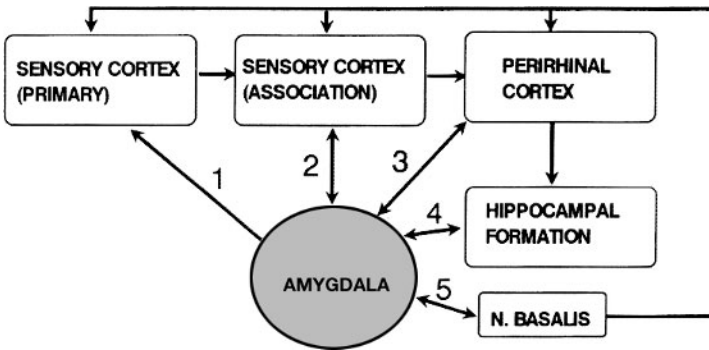 SENSORY CORTEX
(PRIMARY)
SENSORY CORTEX
(ASSOCIATION)
PERIRHINAL
CORTEX
1
2
3
4
HIPPOCAMPAL
FORMATION
AMYGDALA
5
N. BASALIS